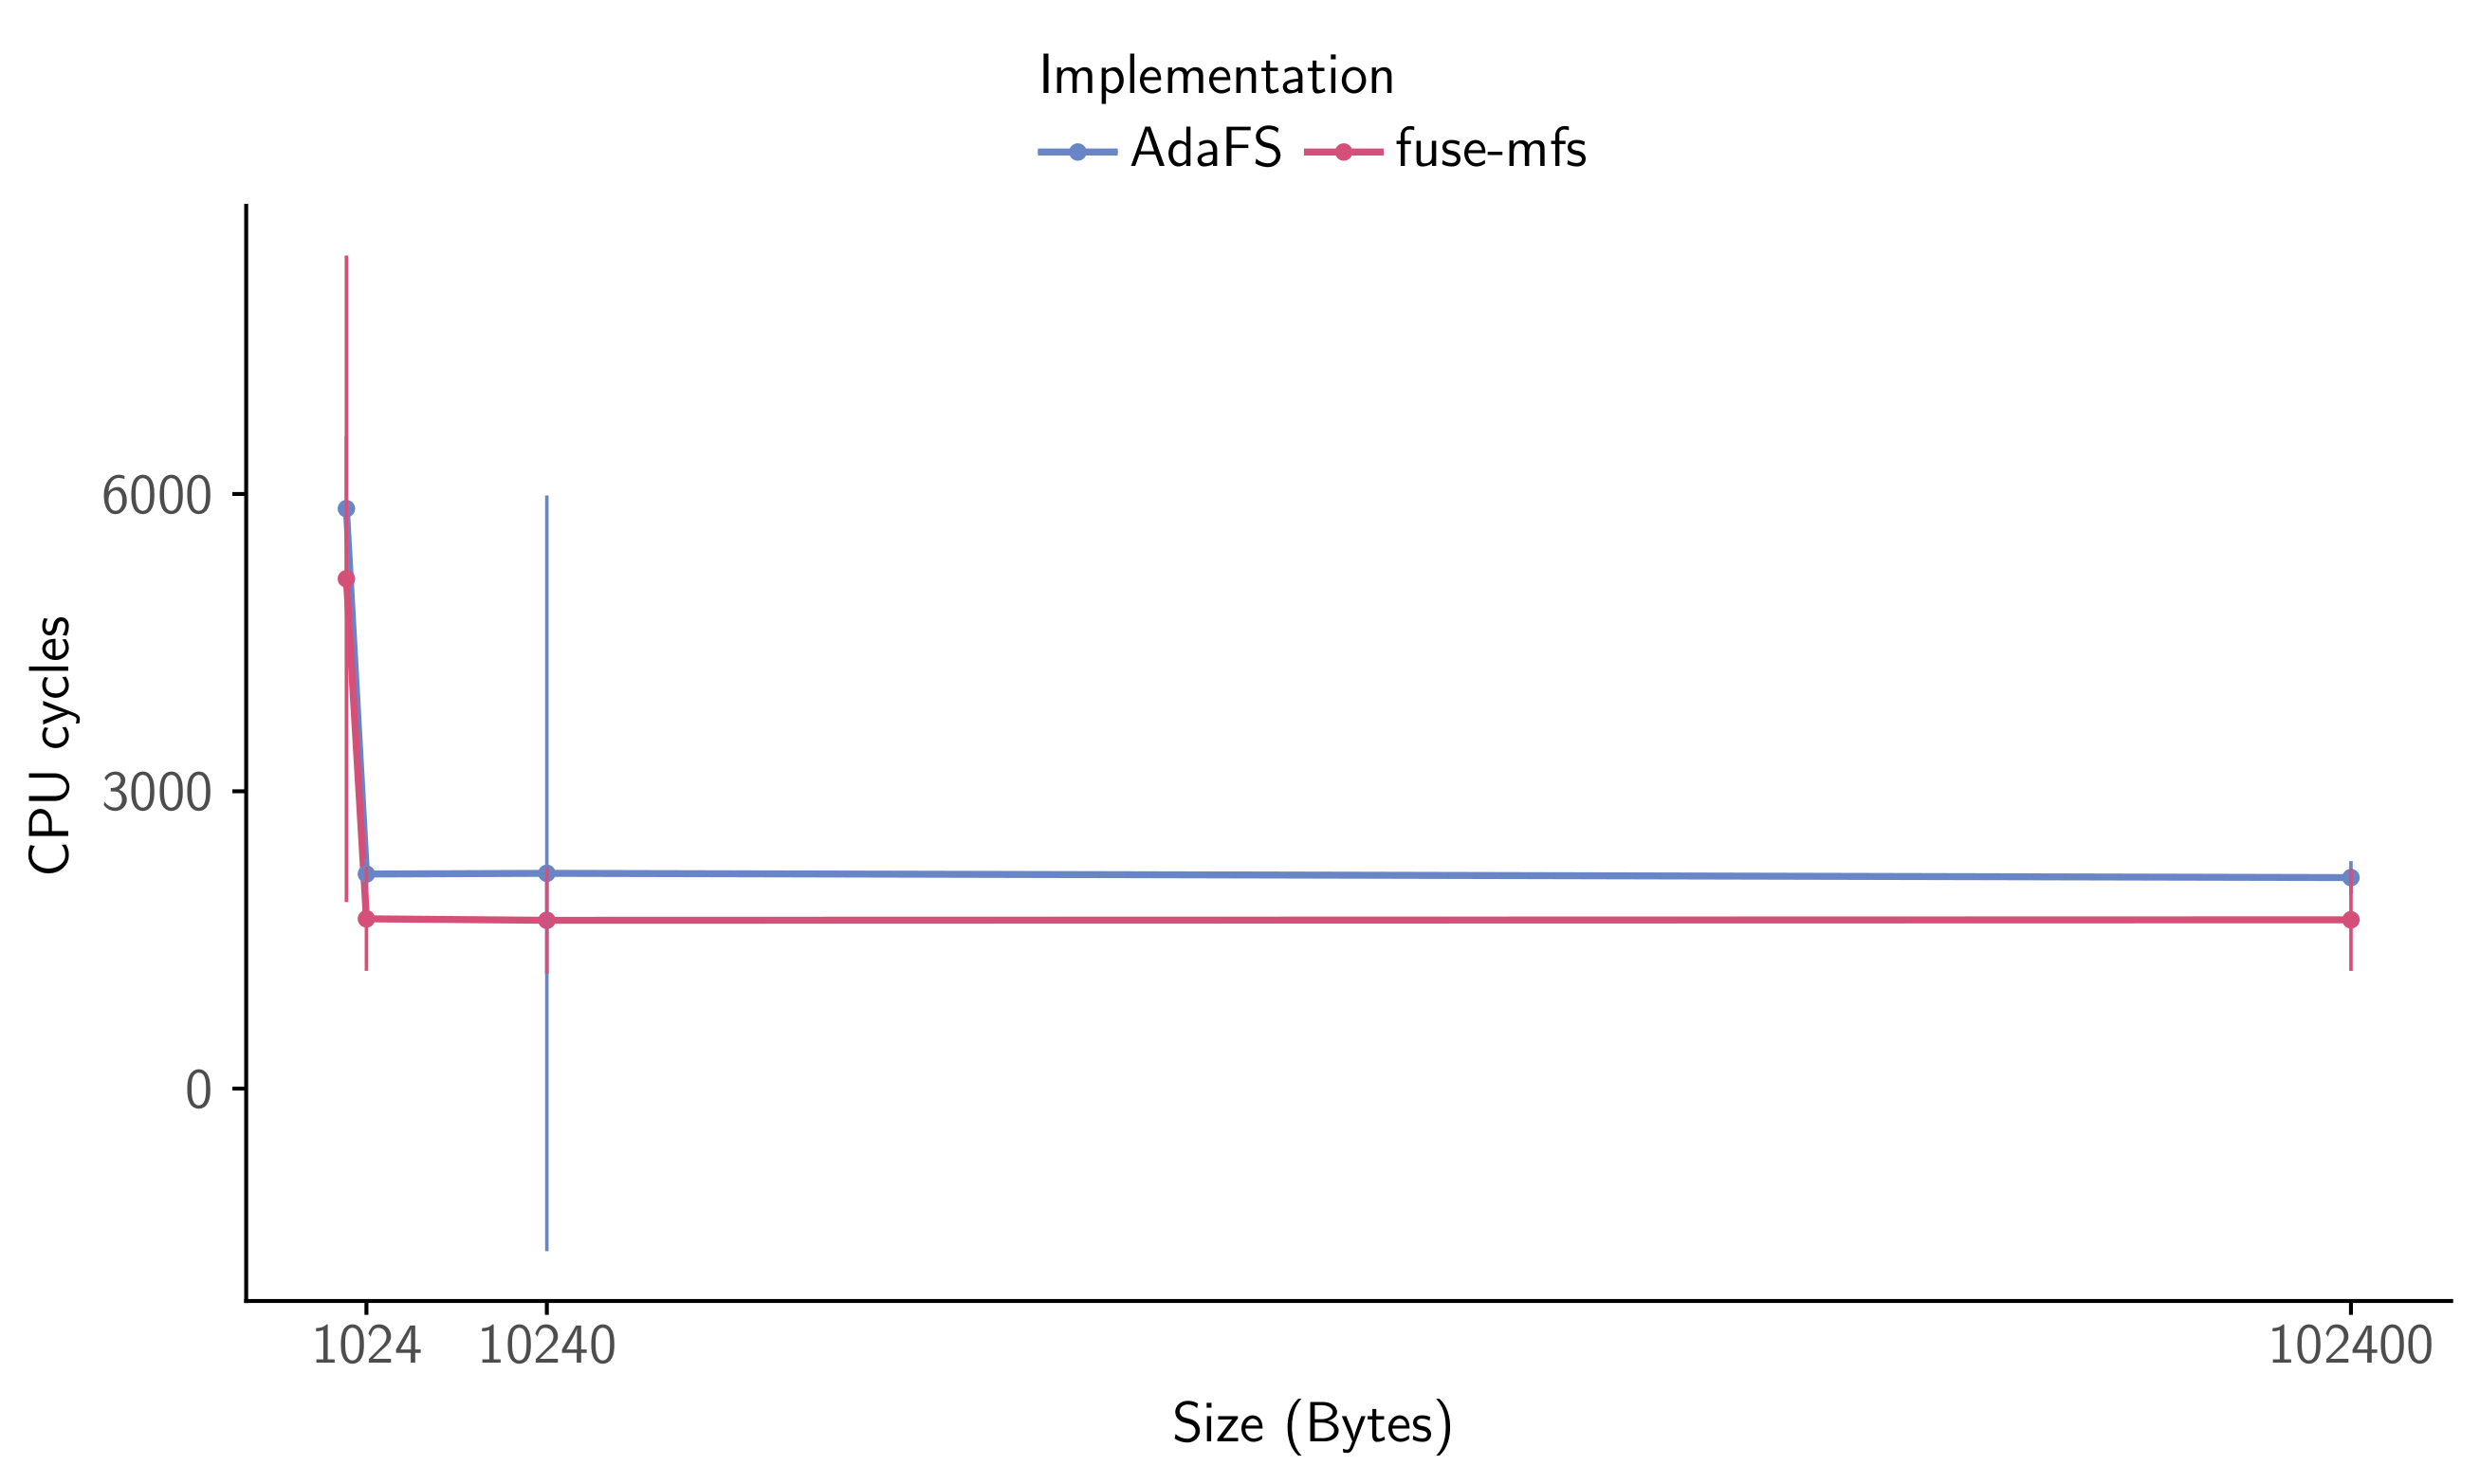 Implementation
AdaFS fuse-mfs
CPU cycles
6000
3000
0
1024 10240 102400
Size (Bytes)